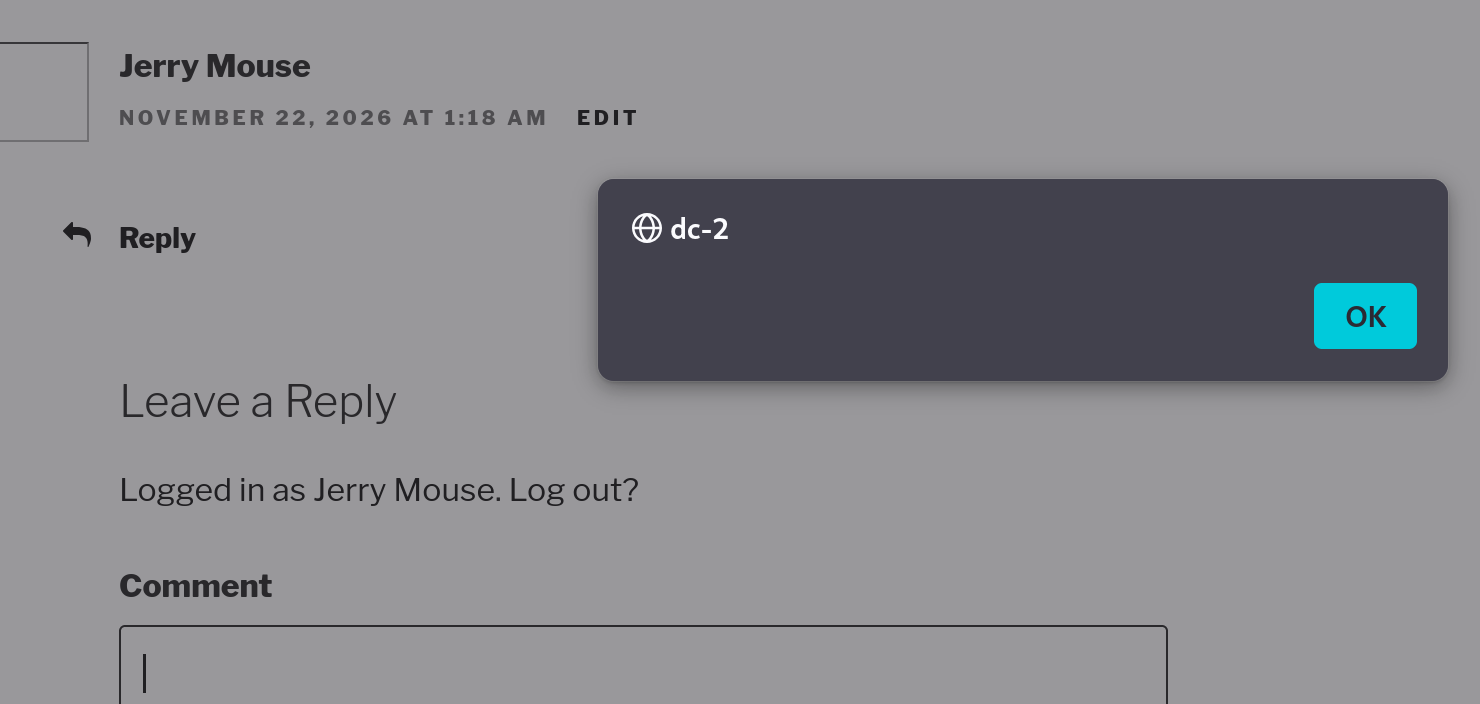 Jerry Mouse
NOVEMBER 22, 2026 AT 1:18 AM EDIT
dc-2
Reply
OK
Leave a Reply
Logged in as Jerry Mouse. Log out?
Comment